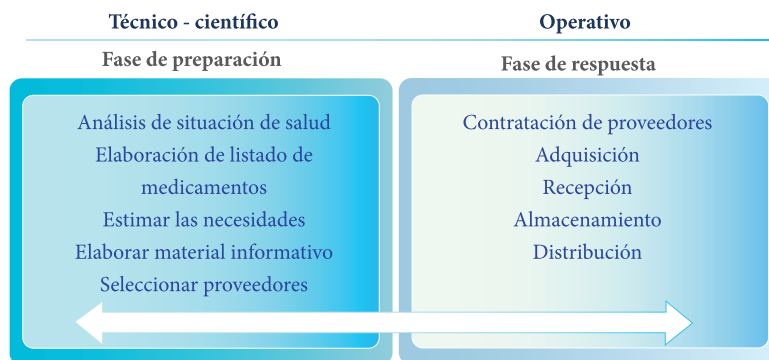 Técnico - científico
Fase de preparación
Análisis de situación de salud
Elaboración de listado de
medicamentos
Estimar las necesidades
Elaborar material informativo
Seleccionar proveedores
Operativo
Fase de respuesta
Contratación de proveedores
Adquisición
Recepción
Almacenamiento
Distribución